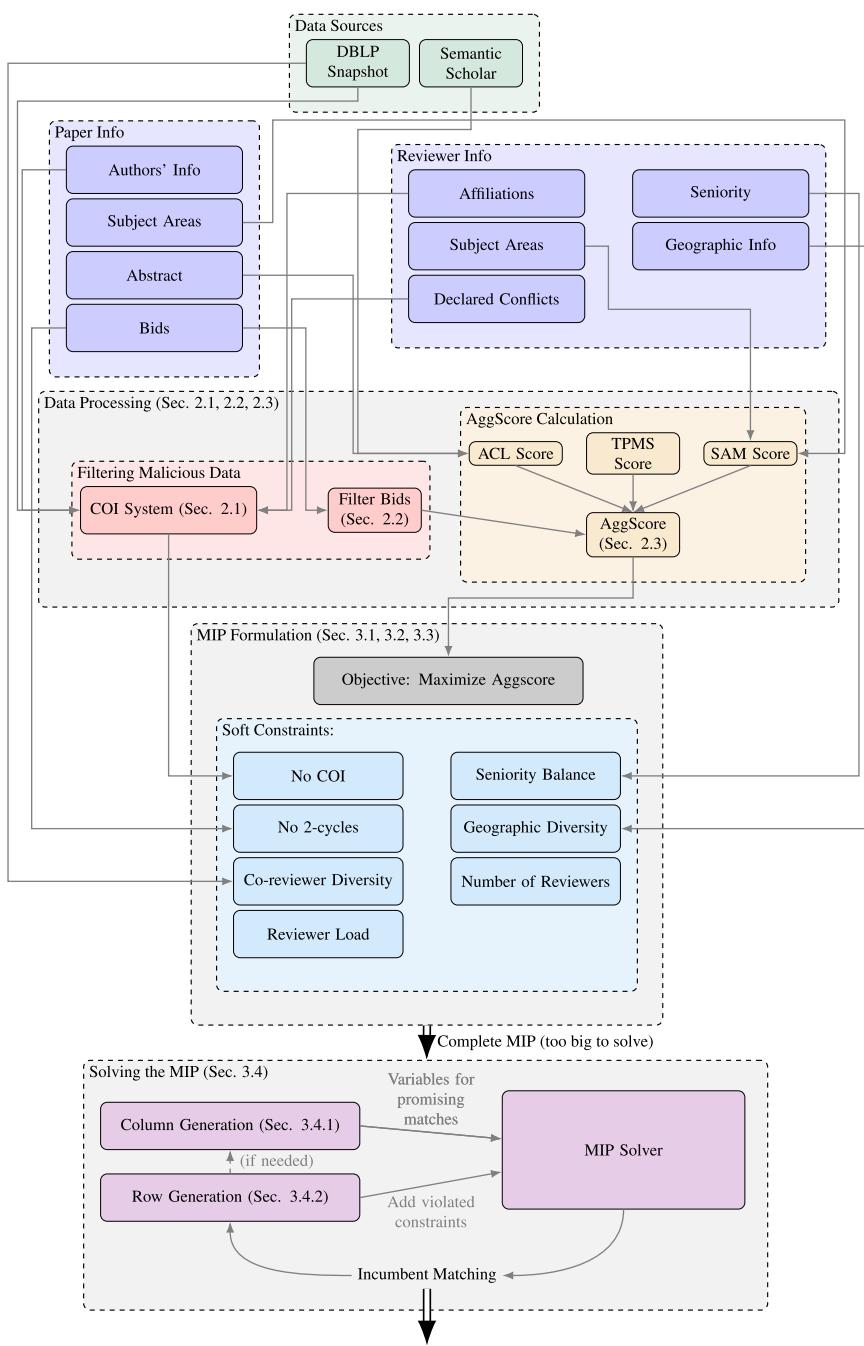 Data Sources
DBLP
Snapshot
Semantic
Scholar
Paper Info
Authors' Info
Subject Areas
Abstract
Bids
Reviewer Info
Affiliations
Subject Areas
Declared Conflicts
Seniority
Geographic Info
Data Processing (Sec. 2.1, 2.2, 2.3)
Filtering Malicious Data
COI System (Sec. 2.1)
Filter Bids
(Sec. 2.2)
AggScore Calculation
ACL Score
TPMS
Score
SAM Score
AggScore
(Sec. 2.3)
MIP Formulation (Sec. 3.1, 3.2, 3.3)
Objective: Maximize Aggscore
Soft Constraints:
No COI
No 2-cycles
Co-reviewer Diversity
Reviewer Load
Seniority Balance
Geographic Diversity
Number of Reviewers
Complete MIP (too big to solve)
Solving the MIP (Sec. 3.4)
Column Generation (Sec. 3.4.1)
(if needed)
Row Generation (Sec. 3.4.2)
Variables for
promising
matches
Add violated
constraints
MIP Solver
Incumbent Matching